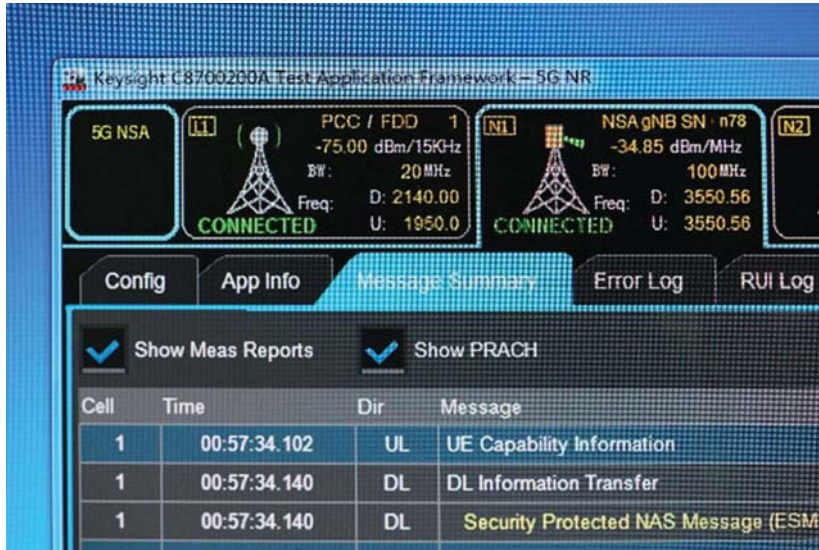 Keysight C8700200A Test Application Framework – 5G NR
5G NSA
L1 PCC / FDD 1
-75.00 dBm/15KHz
BW: 20 MHz
Freq: D: 2140.00
U: 1950.0
CONNECTED
N1 NSA gNB SN n78
-34.85 dBm/MHz
BW: 100 MHz
Freq: D: 3550.56
U: 3550.56
CONNECTED
N2
Config App Info Message Summary Error Log RUI Log
Show Meas Reports Show PRACH
Cell Time Dir Message
1 00:57:34.102 UL UE Capability Information
1 00:57:34.140 DL DL Information Transfer
1 00:57:34.140 DL Security Protected NAS Message (ESM